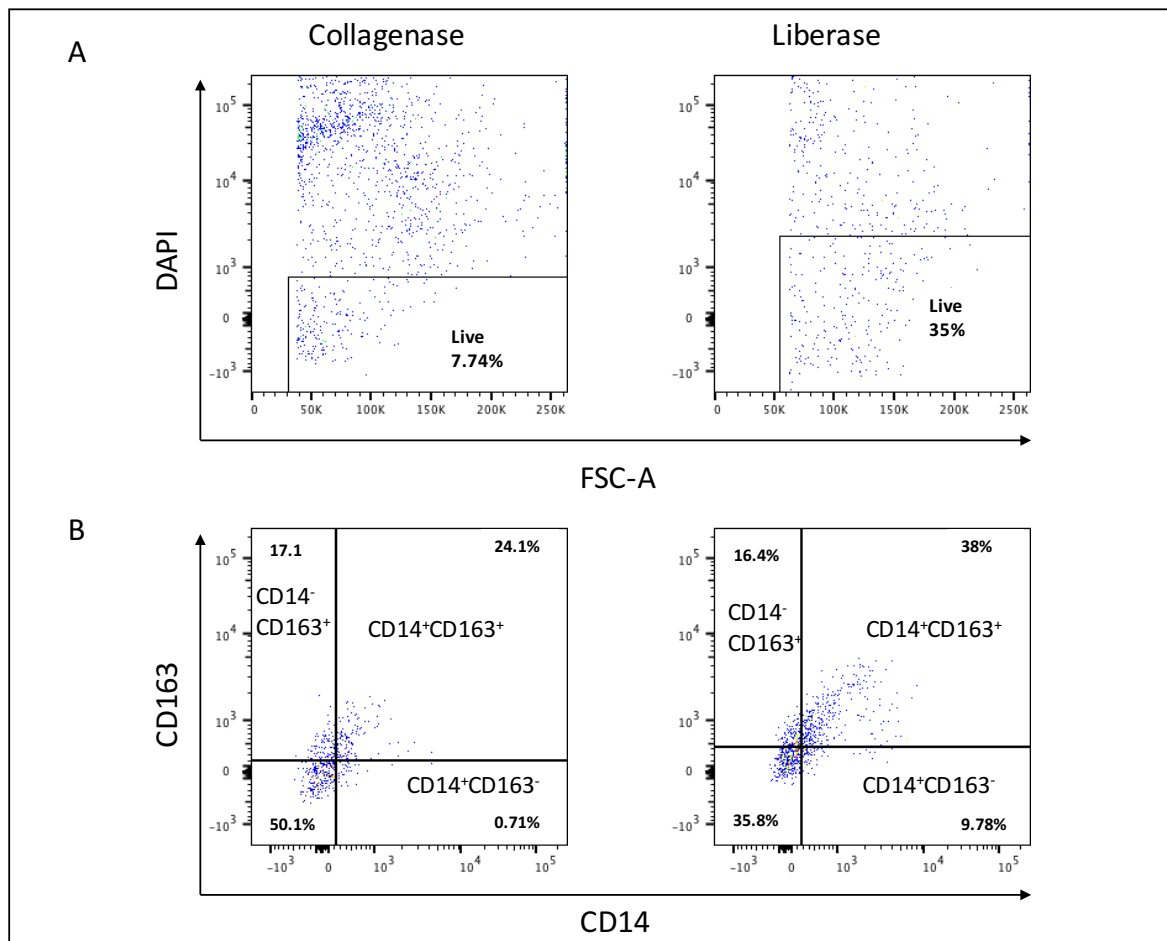 A
Collagenase
Liberase
DAPI
10⁵
10⁴
10³
0
-10³
Live
7.74%
0 50K 100K 150K 200K 250K
10⁵
10⁴
10³
0
-10³
Live
35%
0 50K 100K 150K 200K 250K
FSC-A
B
CD163
10⁵
10⁴
10³
0
-10³
17.1
24.1%
CD14⁻
CD163⁺
CD14⁺CD163⁺
CD14⁺CD163⁻
50.1%
0.71%
-10³ 0 10³ 10⁴ 10⁵
10⁵
10⁴
10³
0
-10³
16.4%
38%
CD14⁻
CD163⁺
CD14⁺CD163⁺
CD14⁺CD163⁻
35.8%
9.78%
-10³ 0 10³ 10⁴ 10⁵
CD14